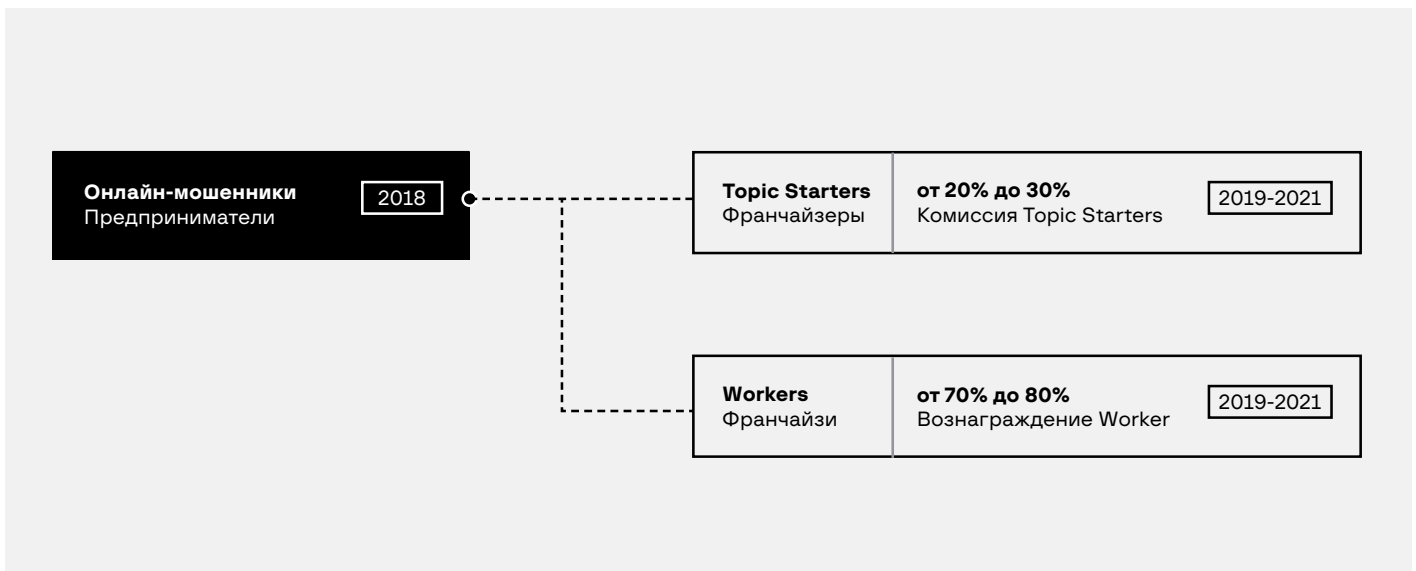 Онлайн-мошенники
Предприниматели
2018
Topic Starters
Франчайзеры
от 20% до 30%
Комиссия Topic Starters
2019-2021
Workers
Франчайзи
от 70% до 80%
Вознаграждение Worker
2019-2021